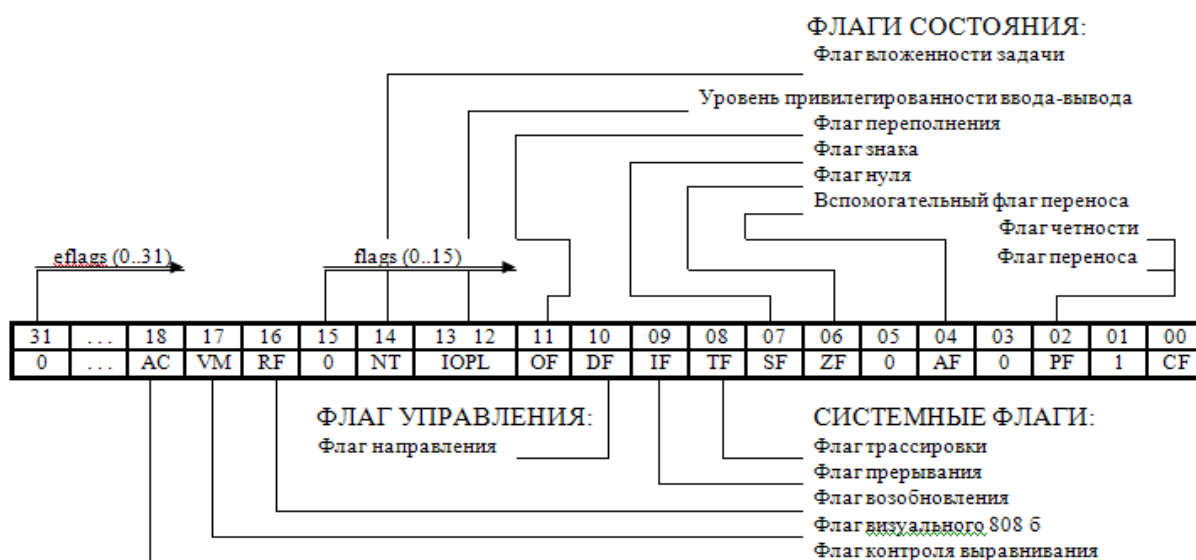 ФЛАГИ СОСТОЯНИЯ:
Флаг вложенности задачи
Уровень привилегированности ввода-вывода
Флаг переполнения
Флаг знака
Флаг нуля
Вспомогательный флаг переноса
Флаг четности
Флаг переноса
eflags (0..31)
flags (0..15)
31 ... 18 17 16 15 14 13 12 11 10 09 08 07 06 05 04 03 02 01 00
0 ... AC VM RF 0 NT IOPL OF DF IF TF SF ZF 0 AF 0 PF 1 CF
ФЛАГ УПРАВЛЕНИЯ:
Флаг направления
СИСТЕМНЫЕ ФЛАГИ:
Флаг трассировки
Флаг прерывания
Флаг возобновления
Флаг визуального 808 6
Флаг контроля выравнивания